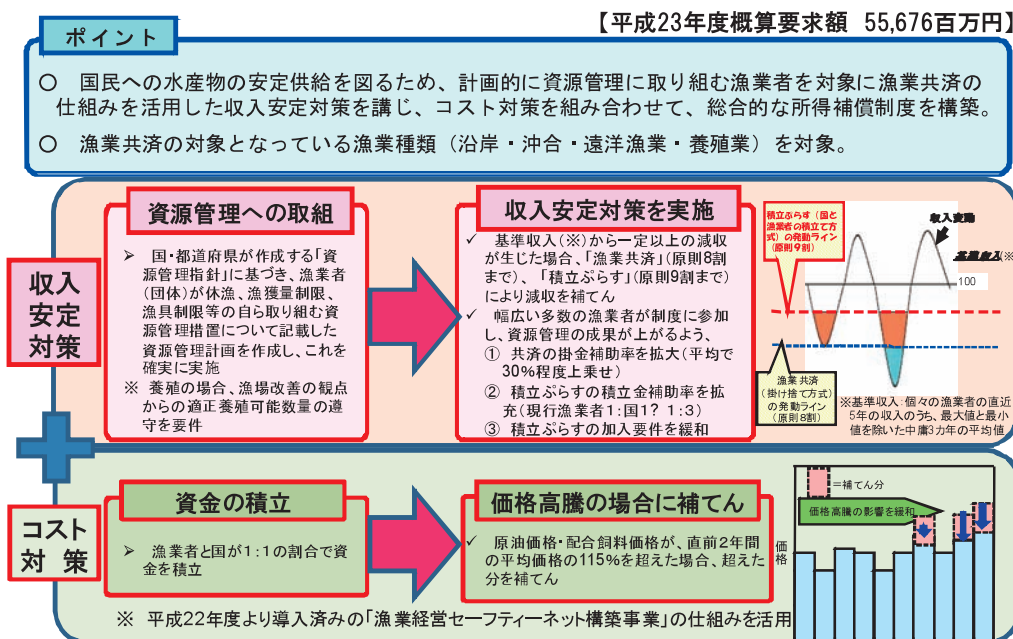 【平成23年度概算要求額 55,676百万円】
ポイント
○ 国民への水産物の安定供給を図るため、計画的に資源管理に取り組む漁業者を対象に漁業共済の
仕組みを活用した収入安定対策を講じ、コスト対策を組み合わせて、総合的な所得補償制度を構築。
○ 漁業共済の対象となっている漁業種類（沿岸・沖合・遠洋漁業・養殖業）を対象。
収入
安定
対策
資源管理への取組
➢ 国・都道府県が作成する「資
源管理指針」に基づき、漁業者
（団体）が休漁、漁獲量制限、
漁具制限等の自ら取り組む資
源管理措置について記載した
資源管理計画を作成し、これを
確実に実施
※ 養殖の場合、漁場改善の観点
からの適正養殖可能数量の遵
守を要件
収入安定対策を実施
✓ 基準収入（※）から一定以上の減収
が生じた場合、「漁業共済」（原則8割
まで）、「積立ぷらす」（原則9割まで）
により減収を補てん
✓ 幅広い多数の漁業者が制度に参加
し、資源管理の成果が上がるよう、
① 共済の掛金補助率を拡大（平均で
30％程度上乗せ）
② 積立ぷらすの積立金補助率を拡
充（現行漁業者1：国1? 1：3）
③ 積立ぷらすの加入要件を緩和
積立ぷらす（国と
漁業者の積立て方
式）の発動ライン
（原則9割）
収入変動
基準収入（※
100
漁業共済
（掛け捨て方式）
の発動ライン
（原則8割）
※基準収入：個々の漁業者の直近
5年の収入のうち、最大値と最小
値を除いた中庸3カ年の平均値
コスト
対策
資金の積立
➢ 漁業者と国が1：1の割合で資
金を積立
価格高騰の場合に補てん
✓ 原油価格・配合飼料価格が、直前2年間
の平均価格の115％を超えた場合、超えた
分を補てん
価格
＝補てん分
価格高騰の影響を緩和
※ 平成22年度より導入済みの「漁業経営セーフティーネット構築事業」の仕組みを活用